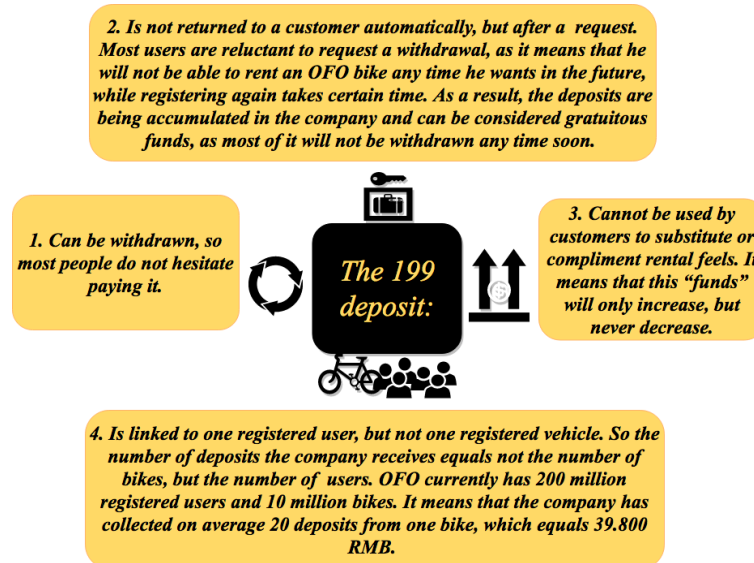 2. Is not returned to a customer automatically, but after a request.
Most users are reluctant to request a withdrawal, as it means that he
will not be able to rent an OFO bike any time he wants in the future,
while registering again takes certain time. As a result, the deposits are
being accumulated in the company and can be considered gratuitous
funds, as most of it will not be withdrawn any time soon.
1. Can be withdrawn, so
most people do not hesitate
paying it.
The 199
deposit:
3. Cannot be used by
customers to substitute or
compliment rental feels. It
means that this “funds”
will only increase, but
never decrease.
4. Is linked to one registered user, but not one registered vehicle. So the
number of deposits the company receives equals not the number of
bikes, but the number of users. OFO currently has 200 million
registered users and 10 million bikes. It means that the company has
collected on average 20 deposits from one bike, which equals 39.800
RMB.